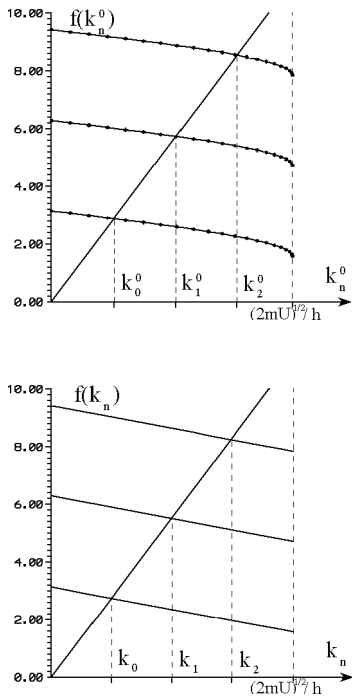 10.00
f(k⁰ₙ)
8.00
6.00
4.00
2.00
0.00
k⁰₀
k⁰₁
k⁰₂
k⁰ₙ
(2mU)¹/²/ h
10.00
f(kₙ)
8.00
6.00
4.00
2.00
0.00
k₀
k₁
k₂
kₙ
(2mU)¹/²/ h